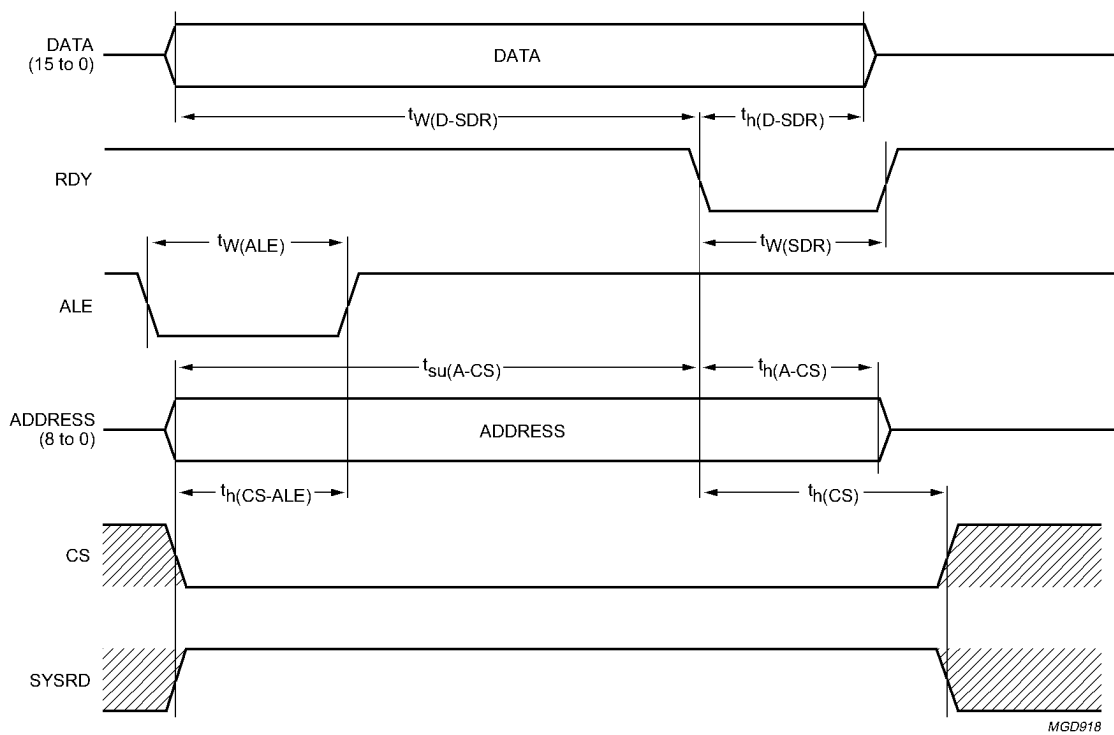 DATA
(15 to 0)
DATA
tW(D-SDR)
th(D-SDR)
RDY
tW(ALE)
tW(SDR)
ALE
tsu(A-CS)
th(A-CS)
ADDRESS
(8 to 0)
ADDRESS
th(CS-ALE)
th(CS)
CS
SYSRD
MGD918